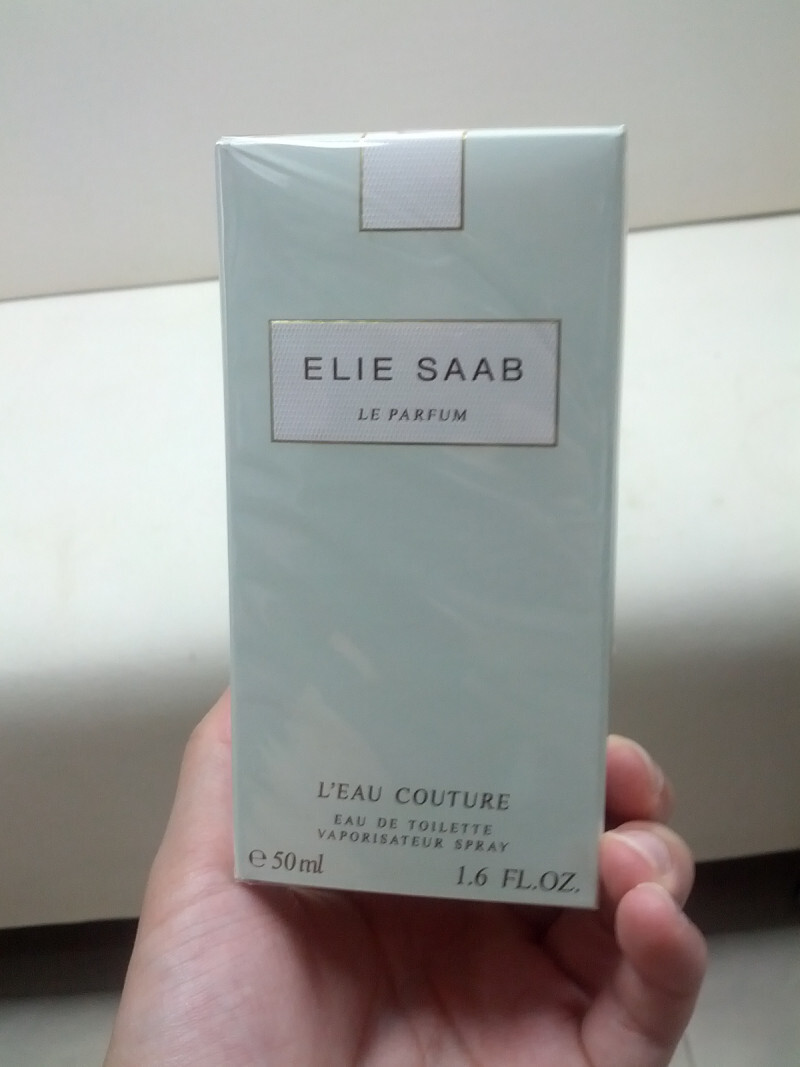 ELIE SAAB
LE PARFUM
L'EAU COUTURE
EAU DE TOILETTE
VAPORISATEUR SPRAY
℮ 50 ml 1.6 FL.OZ.